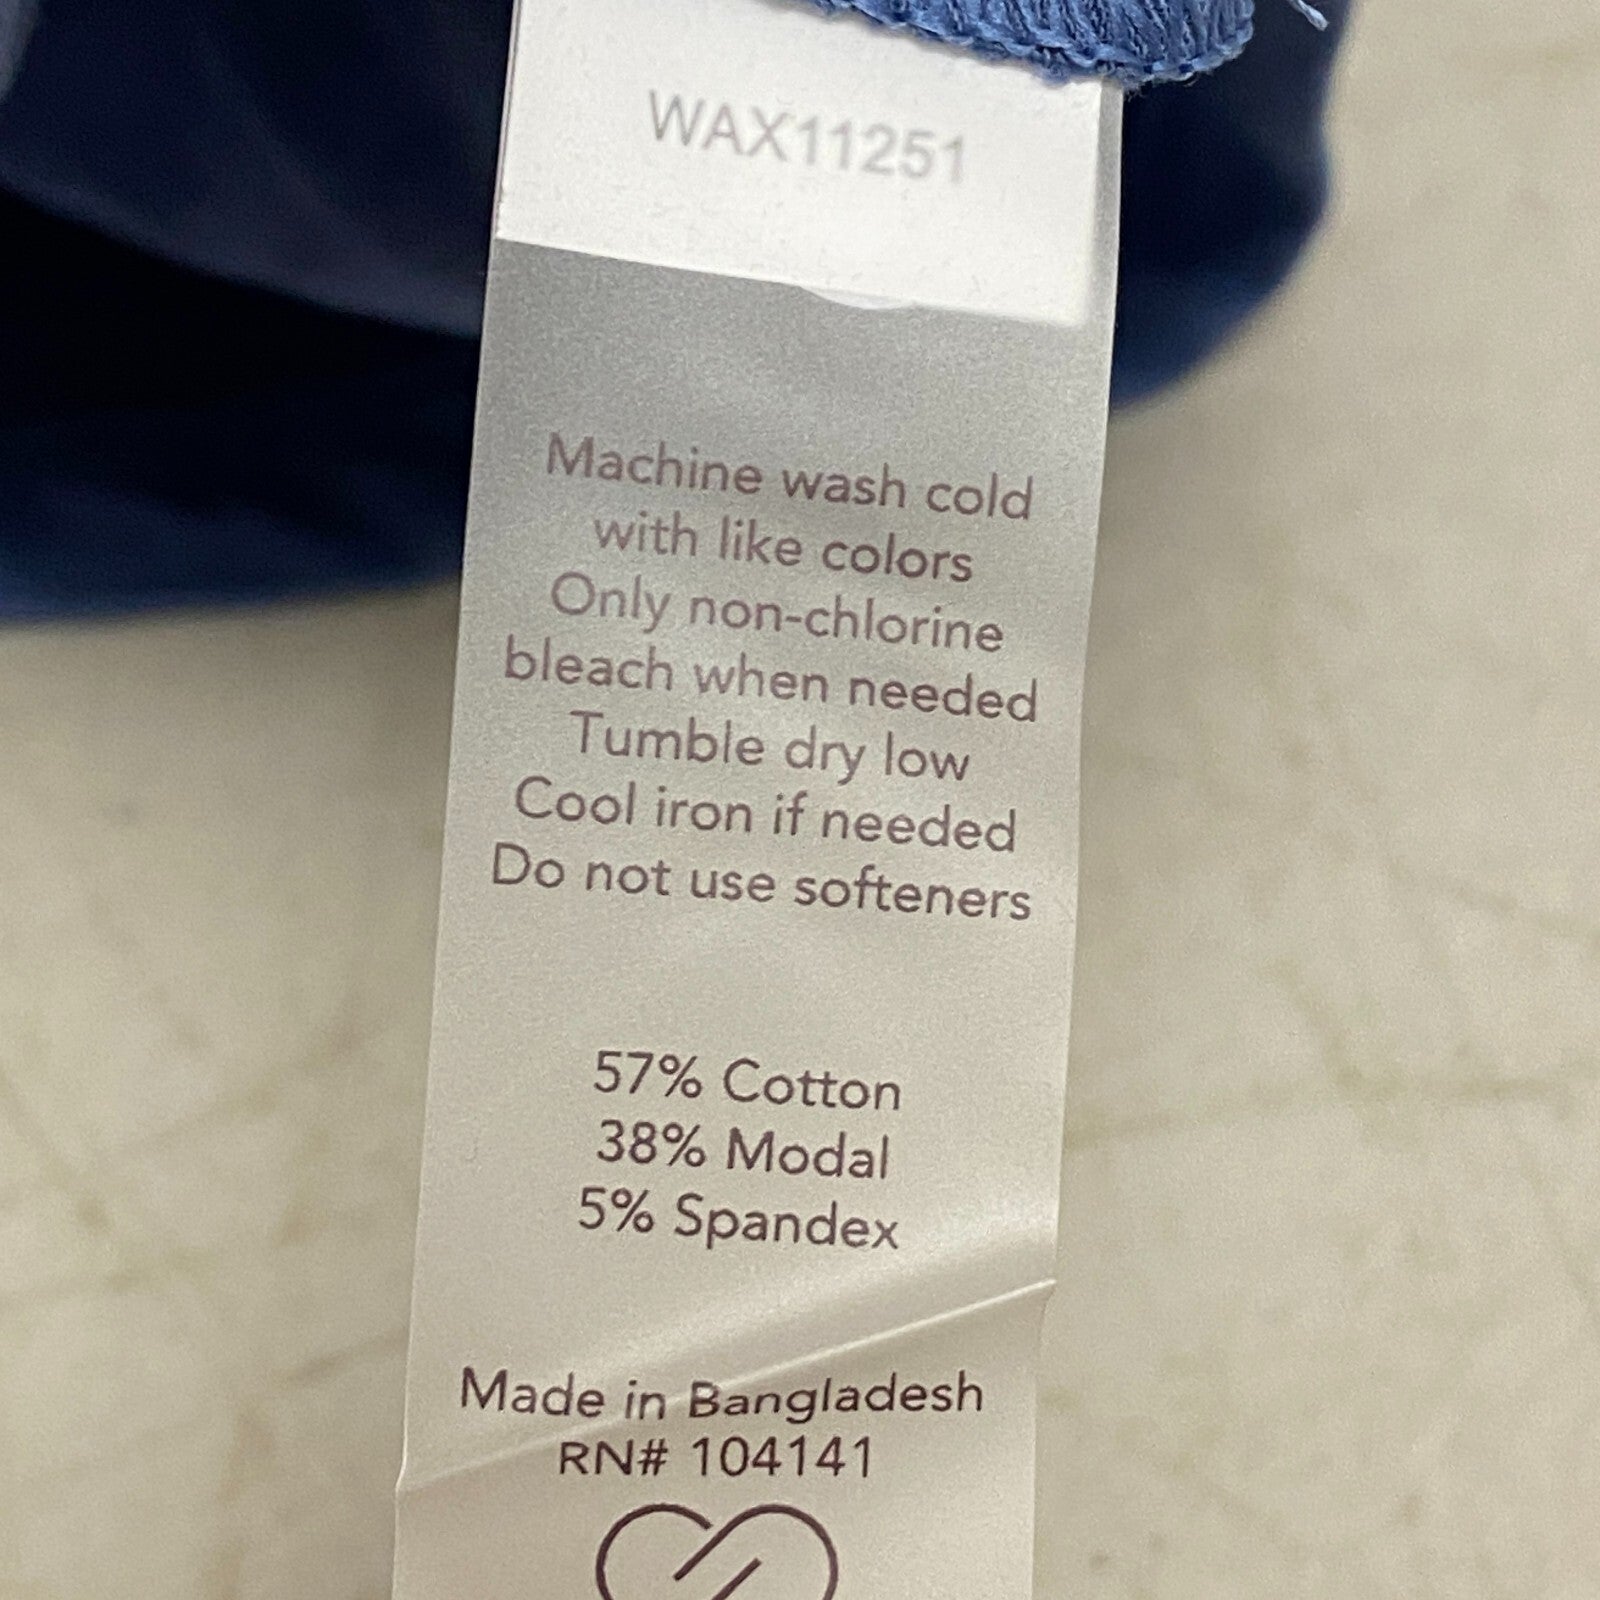 WAX11251
Machine wash cold
with like colors
Only non-chlorine
bleach when needed
Tumble dry low
Cool iron if needed
Do not use softeners
57% Cotton
38% Modal
5% Spandex
Made in Bangladesh
RN# 104141